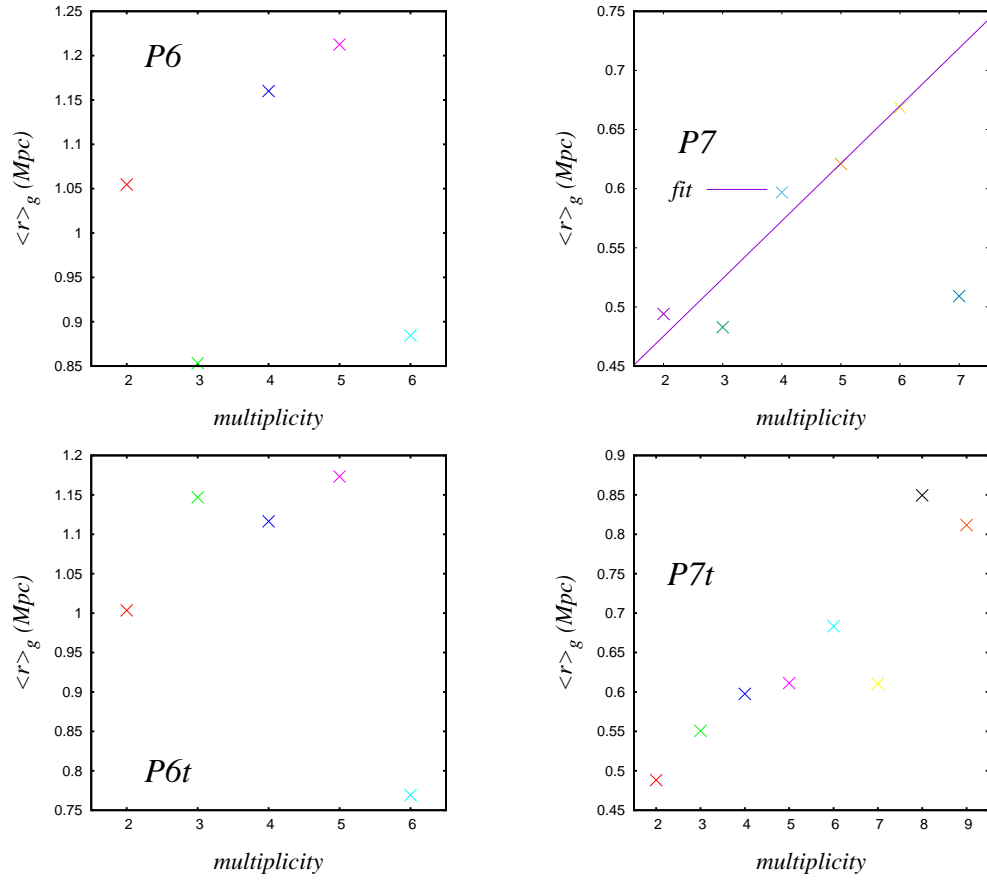 1.25
1.2
1.15
1.1
1.05
1
0.95
0.9
0.85
<r>g (Mpc)
P6
2 3 4 5 6
multiplicity
0.75
0.7
0.65
0.6
0.55
0.5
0.45
<r>g (Mpc)
P7
fit
2 3 4 5 6 7
multiplicity
1.2
1.15
1.1
1.05
1
0.95
0.9
0.85
0.8
0.75
<r>g (Mpc)
P6t
2 3 4 5 6
multiplicity
0.9
0.85
0.8
0.75
0.7
0.65
0.6
0.55
0.5
0.45
<r>g (Mpc)
P7t
2 3 4 5 6 7 8 9
multiplicity